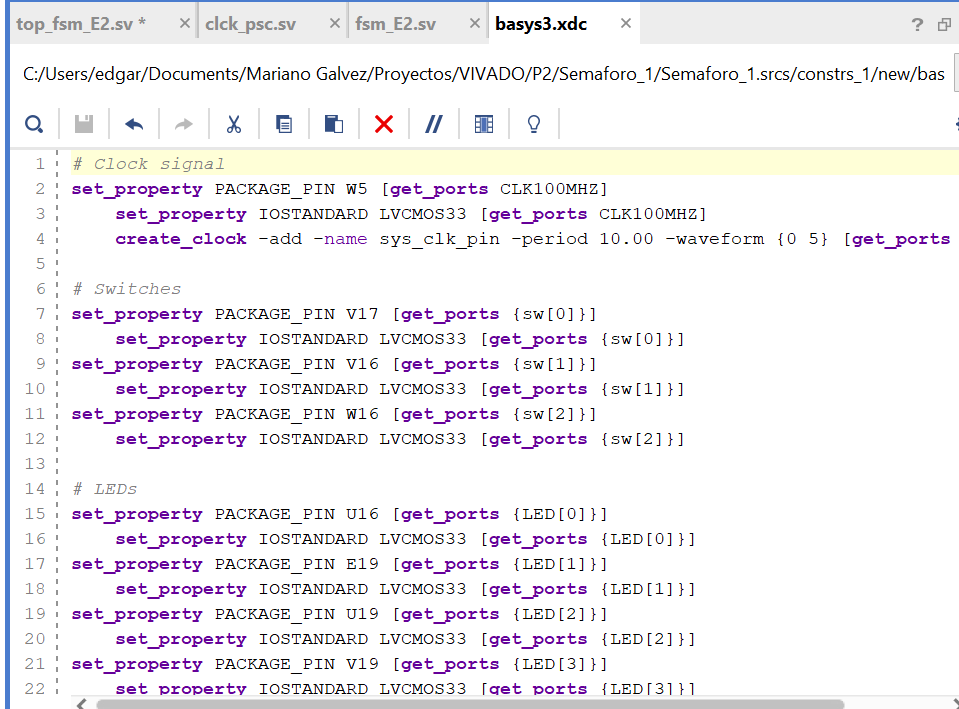 top_fsm_E2.sv * × clck_psc.sv × fsm_E2.sv × basys3.xdc × ?
C:/Users/edgar/Documents/Mariano Galvez/Proyectos/VIVADO/P2/Semaforo_1/Semaforo_1.srcs/constrs_1/new/bas
1 # Clock signal
2 set_property PACKAGE_PIN W5 [get_ports CLK100MHZ]
3 set_property IOSTANDARD LVCMOS33 [get_ports CLK100MHZ]
4 create_clock -add -name sys_clk_pin -period 10.00 -waveform {0 5} [get_ports
5
6 # Switches
7 set_property PACKAGE_PIN V17 [get_ports {sw[0]}]
8 set_property IOSTANDARD LVCMOS33 [get_ports {sw[0]}]
9 set_property PACKAGE_PIN V16 [get_ports {sw[1]}]
10 set_property IOSTANDARD LVCMOS33 [get_ports {sw[1]}]
11 set_property PACKAGE_PIN W16 [get_ports {sw[2]}]
12 set_property IOSTANDARD LVCMOS33 [get_ports {sw[2]}]
13
14 # LEDs
15 set_property PACKAGE_PIN U16 [get_ports {LED[0]}]
16 set_property IOSTANDARD LVCMOS33 [get_ports {LED[0]}]
17 set_property PACKAGE_PIN E19 [get_ports {LED[1]}]
18 set_property IOSTANDARD LVCMOS33 [get_ports {LED[1]}]
19 set_property PACKAGE_PIN U19 [get_ports {LED[2]}]
20 set_property IOSTANDARD LVCMOS33 [get_ports {LED[2]}]
21 set_property PACKAGE_PIN V19 [get_ports {LED[3]}]
22 set_property IOSTANDARD LVCMOS33 [get_ports {LED[3]}]